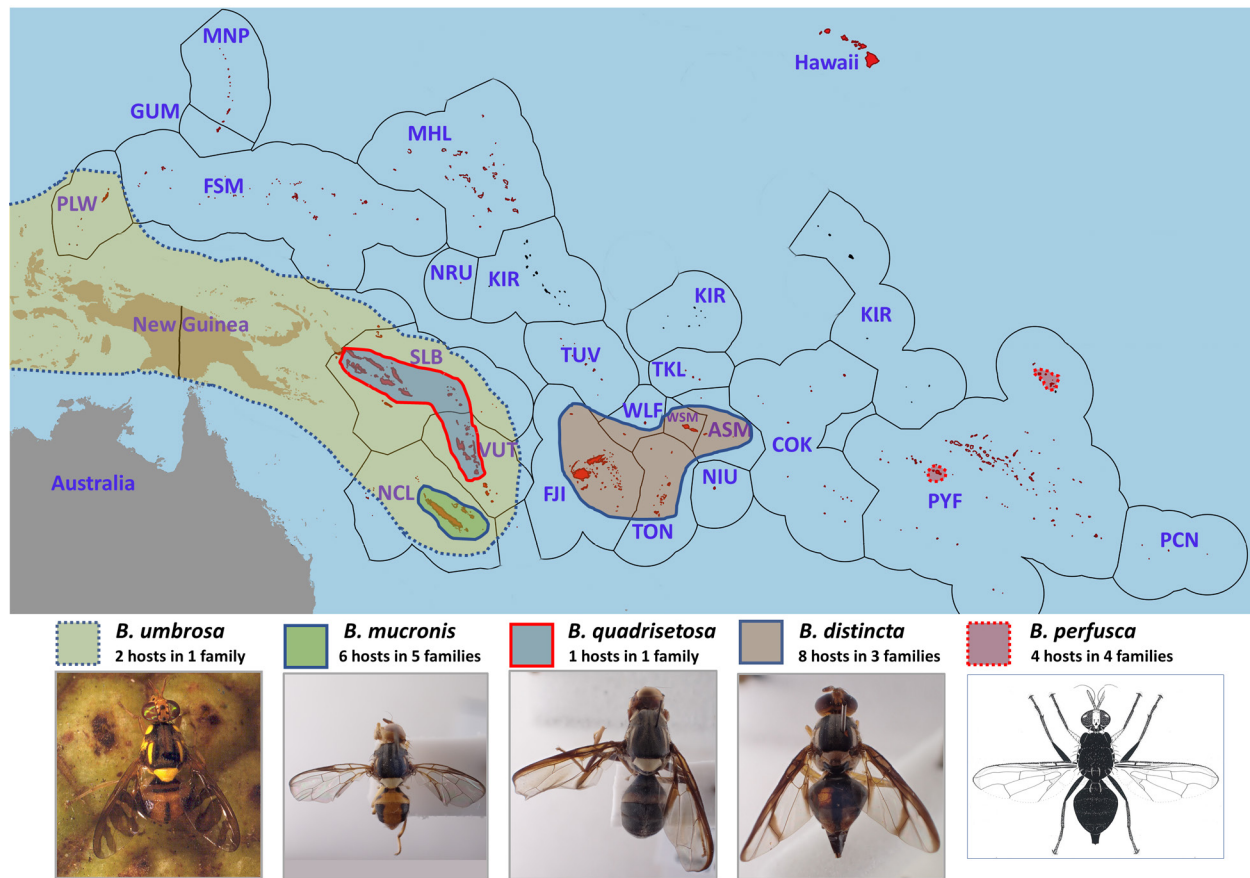 MNP
Hawaii
GUM
MHL
FSM
PLW
NRU
KIR
KIR
KIR
New Guinea
SLB
TUV
TKL
WLF
WSM
ASM
VUT
COK
Australia
NCL
FJI
NIU
PYF
TON
PCN
B. umbrosa
2 hosts in 1 family
B. mucronis
6 hosts in 5 families
B. quadrisetosa
1 hosts in 1 family
B. distincta
8 hosts in 3 families
B. perfusca
4 hosts in 4 families